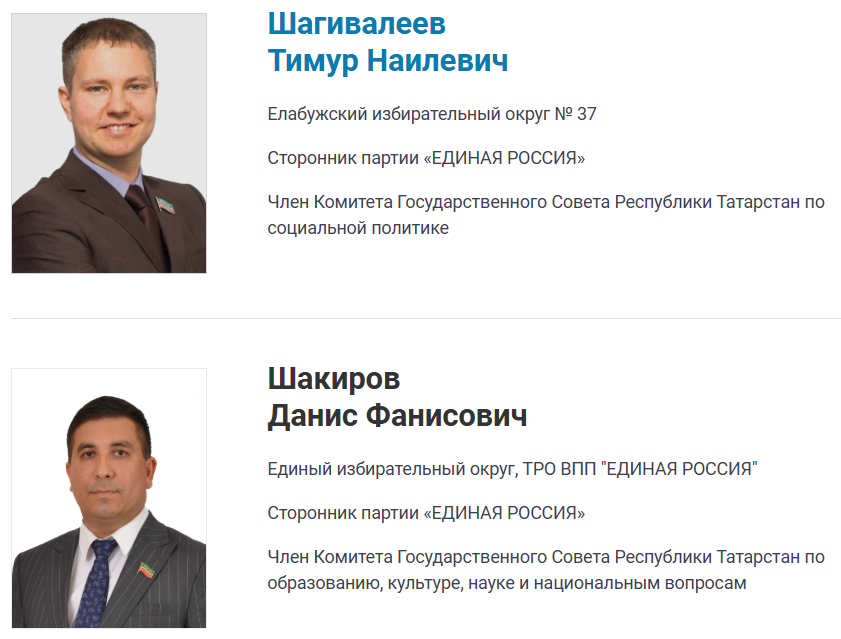 Шагивалеев
Тимур Наилевич
Елабужский избирательный округ № 37
Сторонник партии «ЕДИНАЯ РОССИЯ»
Член Комитета Государственного Совета Республики Татарстан по
социальной политике
Шакиров
Данис Фанисович
Единый избирательный округ, ТРО ВПП "ЕДИНАЯ РОССИЯ"
Сторонник партии «ЕДИНАЯ РОССИЯ»
Член Комитета Государственного Совета Республики Татарстан по
образованию, культуре, науке и национальным вопросам